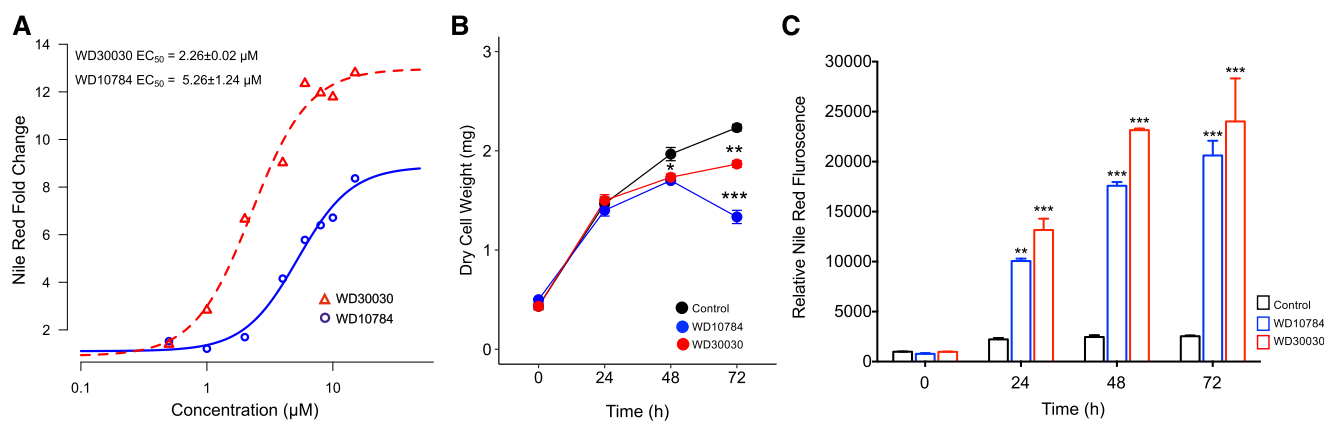 A
Nile Red Fold Change
14
12
10
8
6
4
2
WD30030 EC50 = 2.26±0.02 µM
WD10784 EC50 = 5.26±1.24 µM
WD30030
WD10784
0.1 1 10
Concentration (µM)
B
Dry Cell Weight (mg)
3
2
1
0
*
**
***
Control
WD10784
WD30030
0 24 48 72
Time (h)
C
Relative Nile Red Fluroscence
30000
25000
20000
15000
10000
5000
0
** ***
*** ***
*** ***
Control
WD10784
WD30030
0 24 48 72
Time (h)